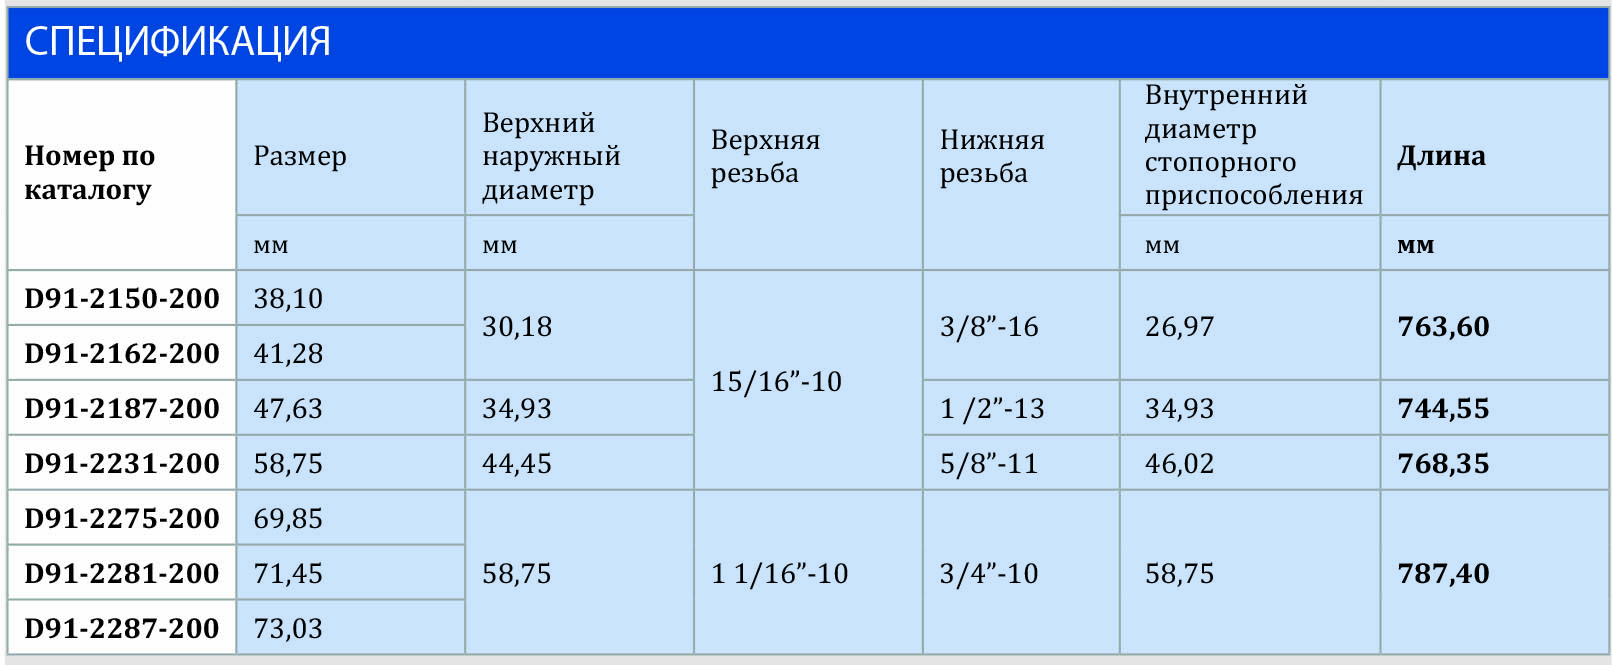 СПЕЦИФИКАЦИЯ
Номер по
каталогу
Размер
Верхний
наружный
диаметр
Верхняя
резьба
Нижняя
резьба
Внутренний
диаметр
стопорного
приспособления
Длина
мм
мм
мм
мм
D91-2150-200
38,10
30,18
15/16”-10
3/8”-16
26,97
763,60
D91-2162-200
41,28
D91-2187-200
47,63
34,93
1 /2”-13
34,93
744,55
D91-2231-200
58,75
44,45
5/8”-11
46,02
768,35
D91-2275-200
69,85
58,75
1 1/16”-10
3/4”-10
58,75
787,40
D91-2281-200
71,45
D91-2287-200
73,03